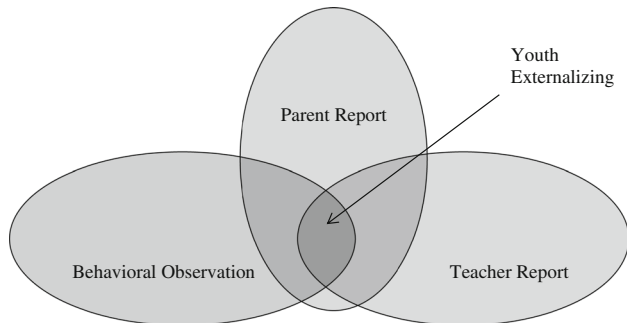 Youth
Externalizing
Parent Report
Behavioral Observation
Teacher Report